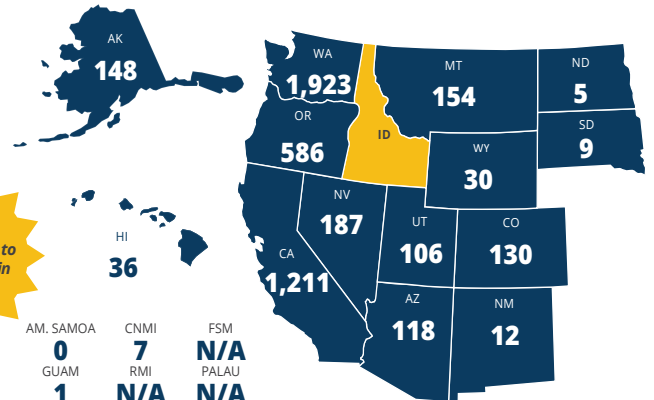 AK
148
WA
1,923
MT
154
ND
5
OR
586
ID
SD
9
WY
30
NV
187
UT
106
CO
130
HI
36
CA
1,211
AZ
118
NM
12
to
in
AM. SAMOA CNMI FSM
0 7 N/A
GUAM RMI PALAU
1 N/A N/A